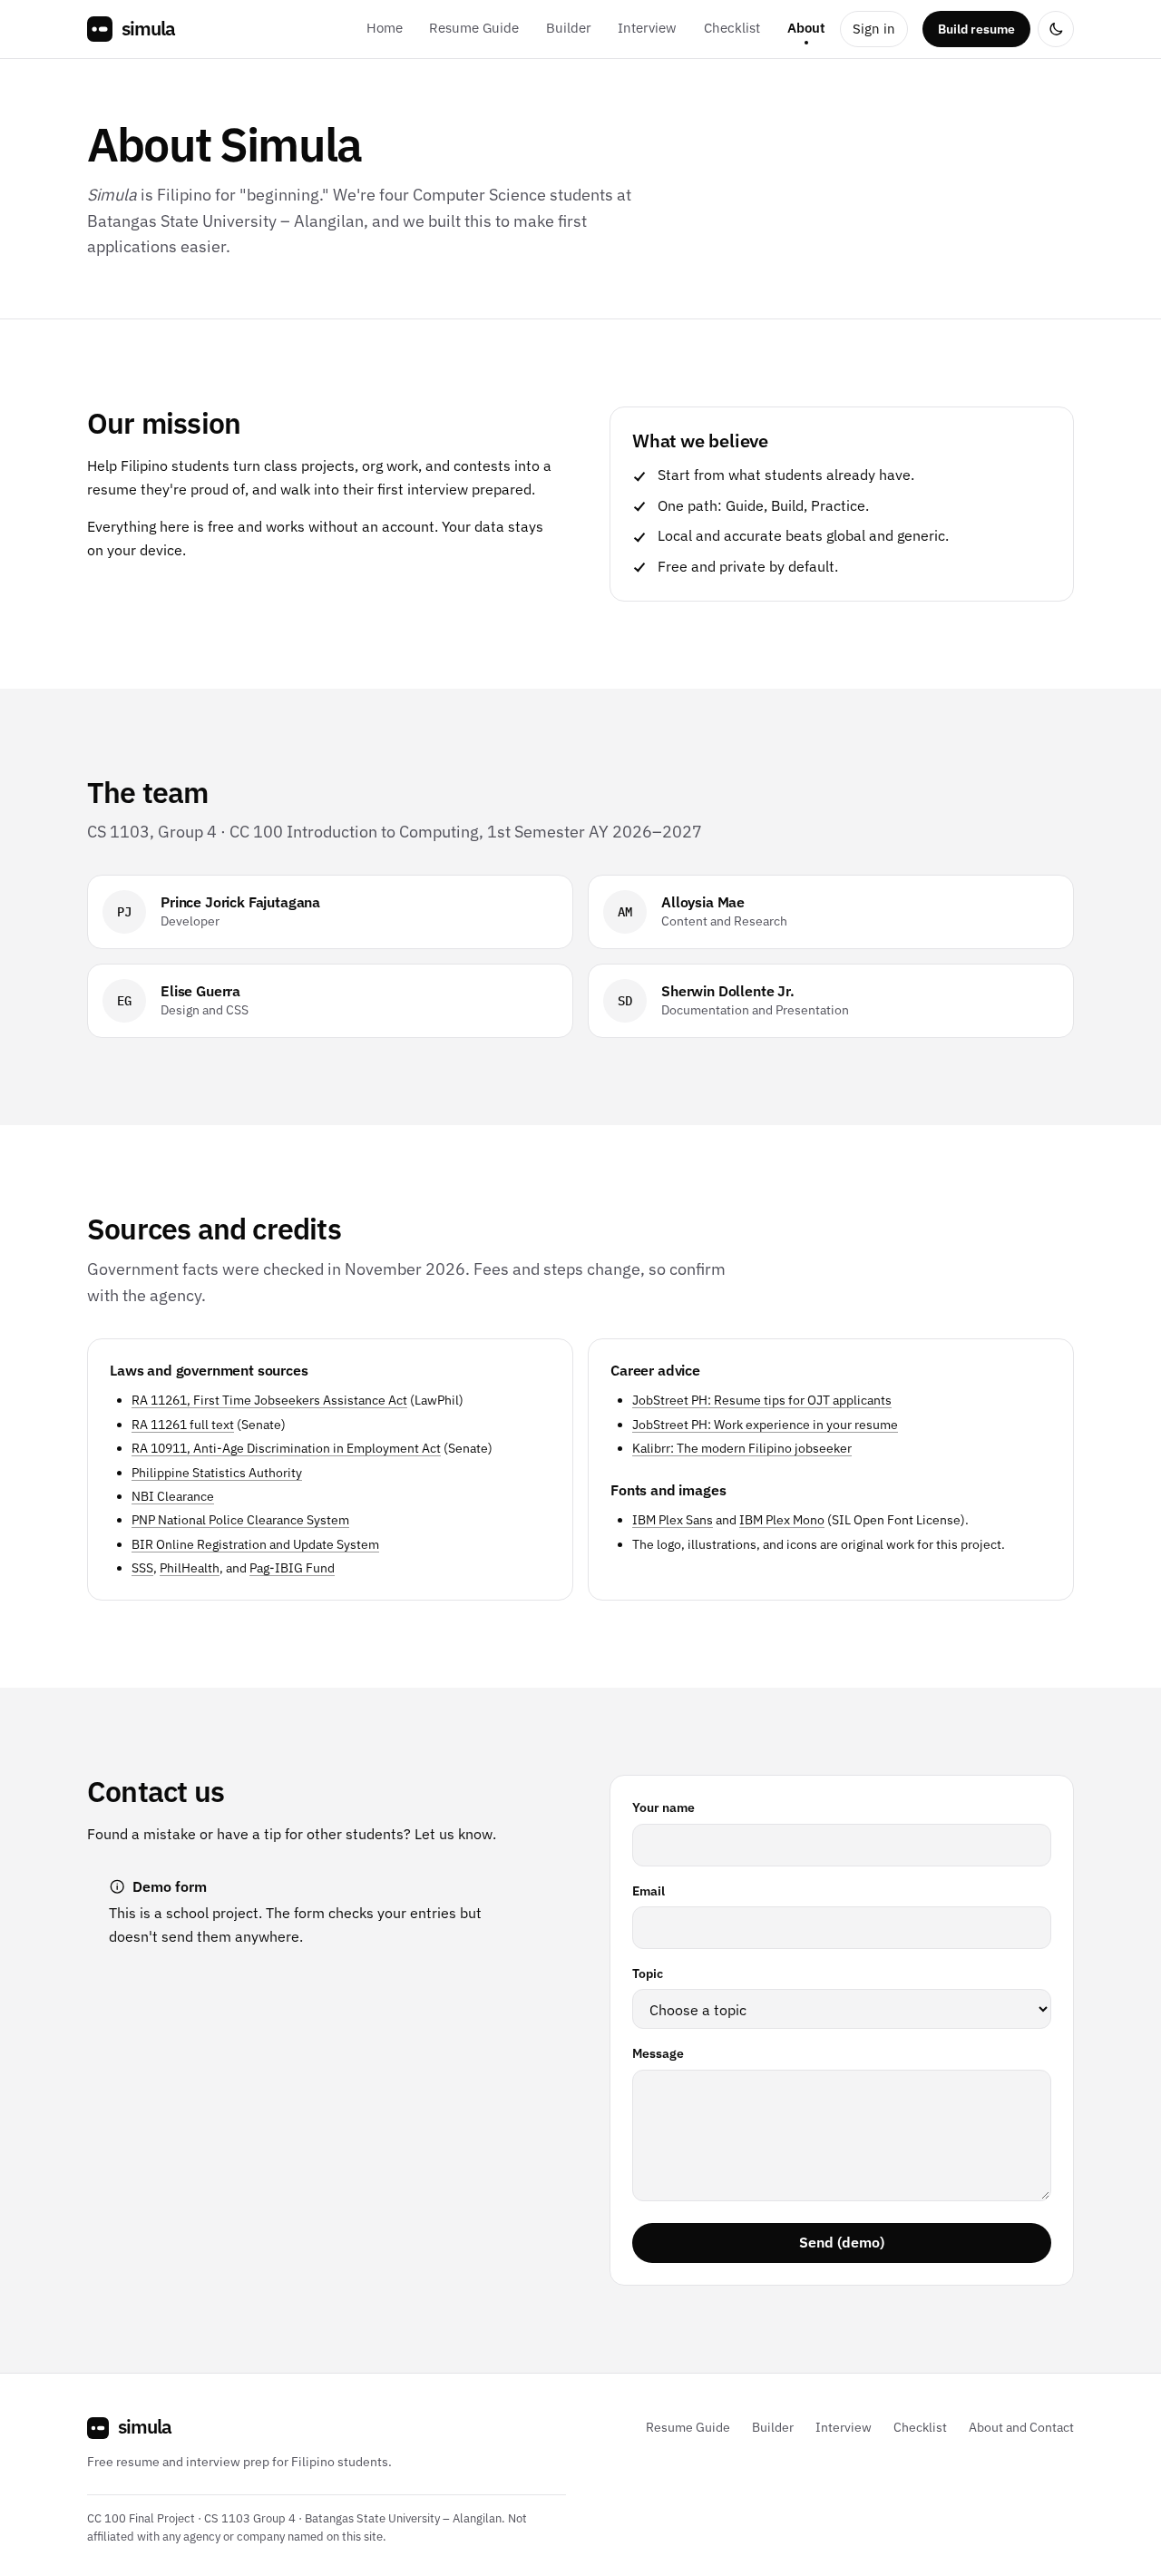 simula
Home Resume Guide Builder Interview Checklist About Sign in Build resume
About Simula
Simula is Filipino for "beginning." We're four Computer Science students at
Batangas State University – Alangilan, and we built this to make first
applications easier.
Our mission
Help Filipino students turn class projects, org work, and contests into a
resume they're proud of, and walk into their first interview prepared.
Everything here is free and works without an account. Your data stays
on your device.
What we believe
Start from what students already have.
One path: Guide, Build, Practice.
Local and accurate beats global and generic.
Free and private by default.
The team
CS 1103, Group 4 · CC 100 Introduction to Computing, 1st Semester AY 2026–2027
PJ
Prince Jorick Fajutagana
Developer
AM
Alloysia Mae
Content and Research
EG
Elise Guerra
Design and CSS
SD
Sherwin Dollente Jr.
Documentation and Presentation
Sources and credits
Government facts were checked in November 2026. Fees and steps change, so confirm
with the agency.
Laws and government sources
RA 11261, First Time Jobseekers Assistance Act (LawPhil)
RA 11261 full text (Senate)
RA 10911, Anti-Age Discrimination in Employment Act (Senate)
Philippine Statistics Authority
NBI Clearance
PNP National Police Clearance System
BIR Online Registration and Update System
SSS, PhilHealth, and Pag-IBIG Fund
Career advice
JobStreet PH: Resume tips for OJT applicants
JobStreet PH: Work experience in your resume
Kalibrr: The modern Filipino jobseeker
Fonts and images
IBM Plex Sans and IBM Plex Mono (SIL Open Font License).
The logo, illustrations, and icons are original work for this project.
Contact us
Found a mistake or have a tip for other students? Let us know.
Demo form
This is a school project. The form checks your entries but
doesn't send them anywhere.
Your name
Email
Topic
Choose a topic
Message
Send (demo)
simula
Resume Guide Builder Interview Checklist About and Contact
Free resume and interview prep for Filipino students.
CC 100 Final Project · CS 1103 Group 4 · Batangas State University – Alangilan. Not
affiliated with any agency or company named on this site.